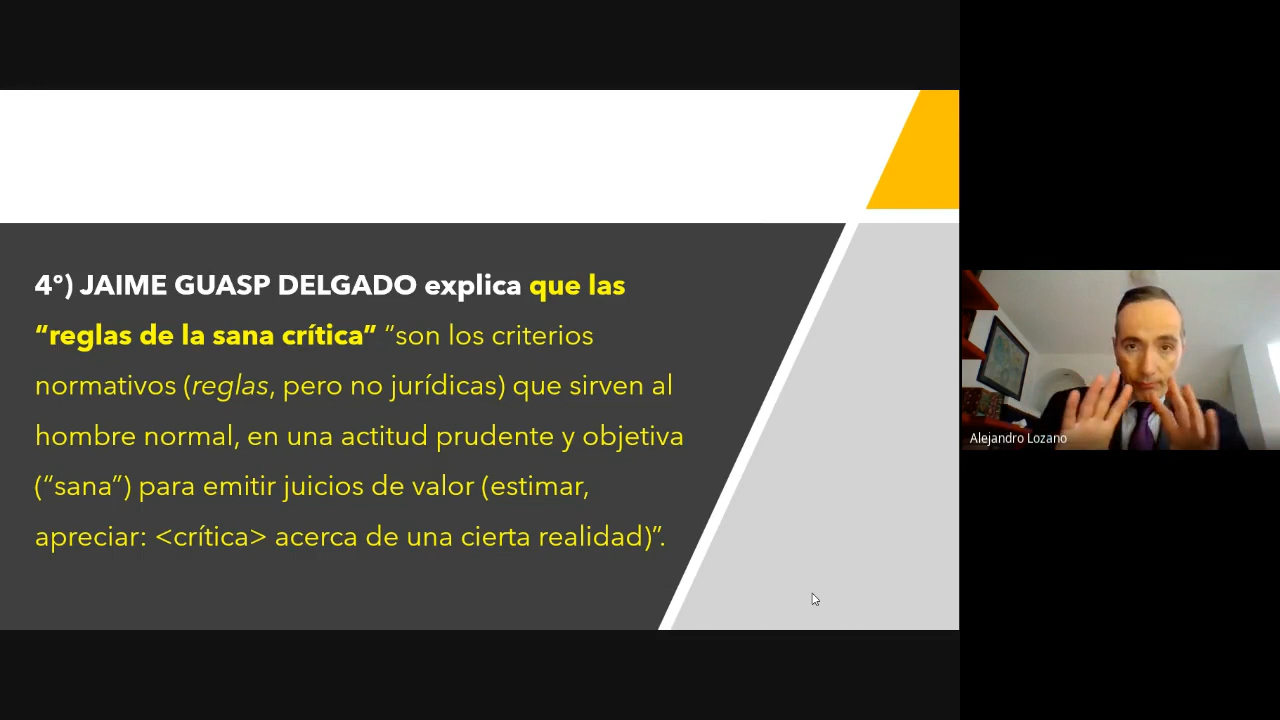 4º) JAIME GUASP DELGADO explica que las
“reglas de la sana crítica” “son los criterios
normativos (reglas, pero no jurídicas) que sirven al
hombre normal, en una actitud prudente y objetiva
(“sana”) para emitir juicios de valor (estimar,
apreciar: <crítica> acerca de una cierta realidad)”.
Alejandro Lozano